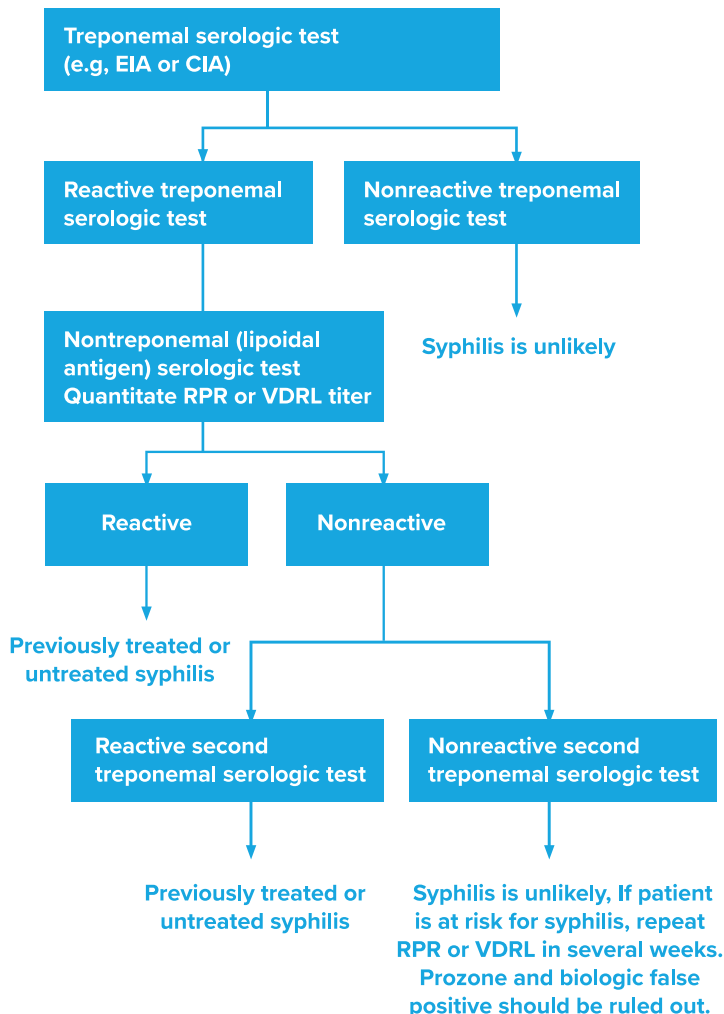 Treponemal serologic test
(e.g, EIA or CIA)
Reactive treponemal
serologic test
Nonreactive treponemal
serologic test
Nontreponemal (lipoidal
antigen) serologic test
Quantitate RPR or VDRL titer
Syphilis is unlikely
Reactive
Nonreactive
Previously treated or
untreated syphilis
Reactive second
treponemal serologic test
Nonreactive second
treponemal serologic test
Previously treated or
untreated syphilis
Syphilis is unlikely, If patient
is at risk for syphilis, repeat
RPR or VDRL in several weeks.
Prozone and biologic false
positive should be ruled out.